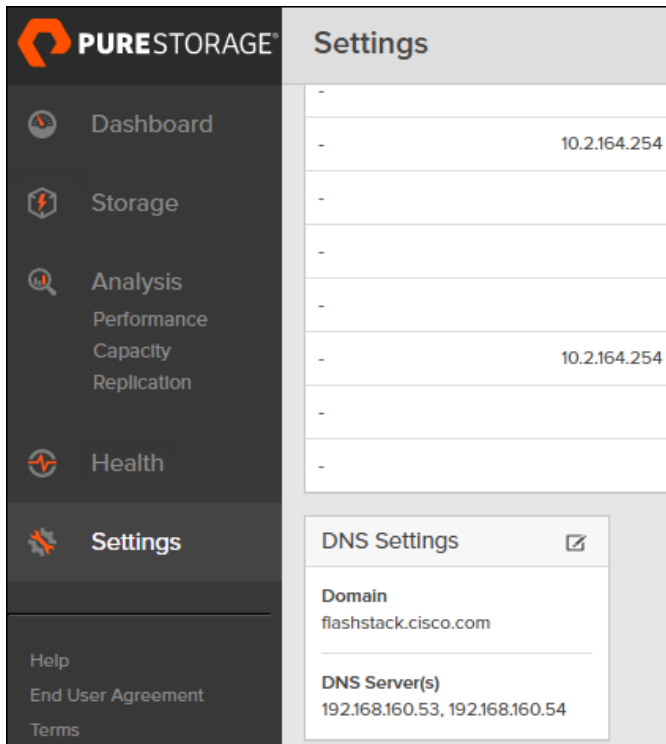 PURESTORAGE®
Settings
Dashboard
Storage
Analysis
Performance
Capacity
Replication
Health
Settings
Help
End User Agreement
Terms
-
- 10.2.164.254
-
-
-
- 10.2.164.254
-
-
DNS Settings
Domain
flashstack.cisco.com
DNS Server(s)
192.168.160.53, 192.168.160.54